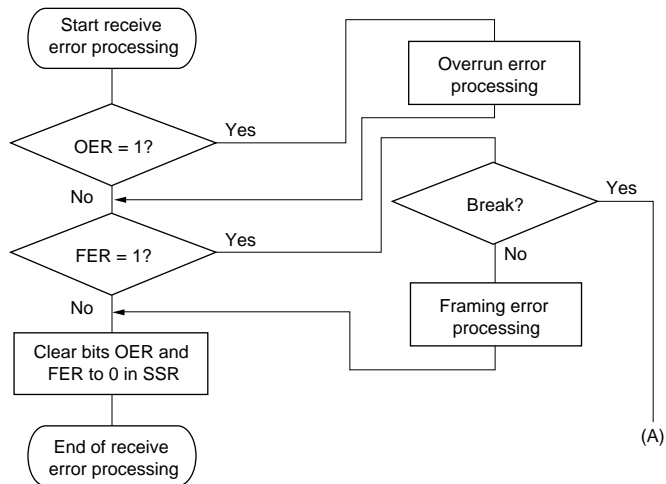 Start receive
error processing
Overrun error
processing
Yes
OER = 1?
No
Yes
Break?
Yes
FER = 1?
No
No
Framing error
processing
Clear bits OER and
FER to 0 in SSR
(A)
End of receive
error processing